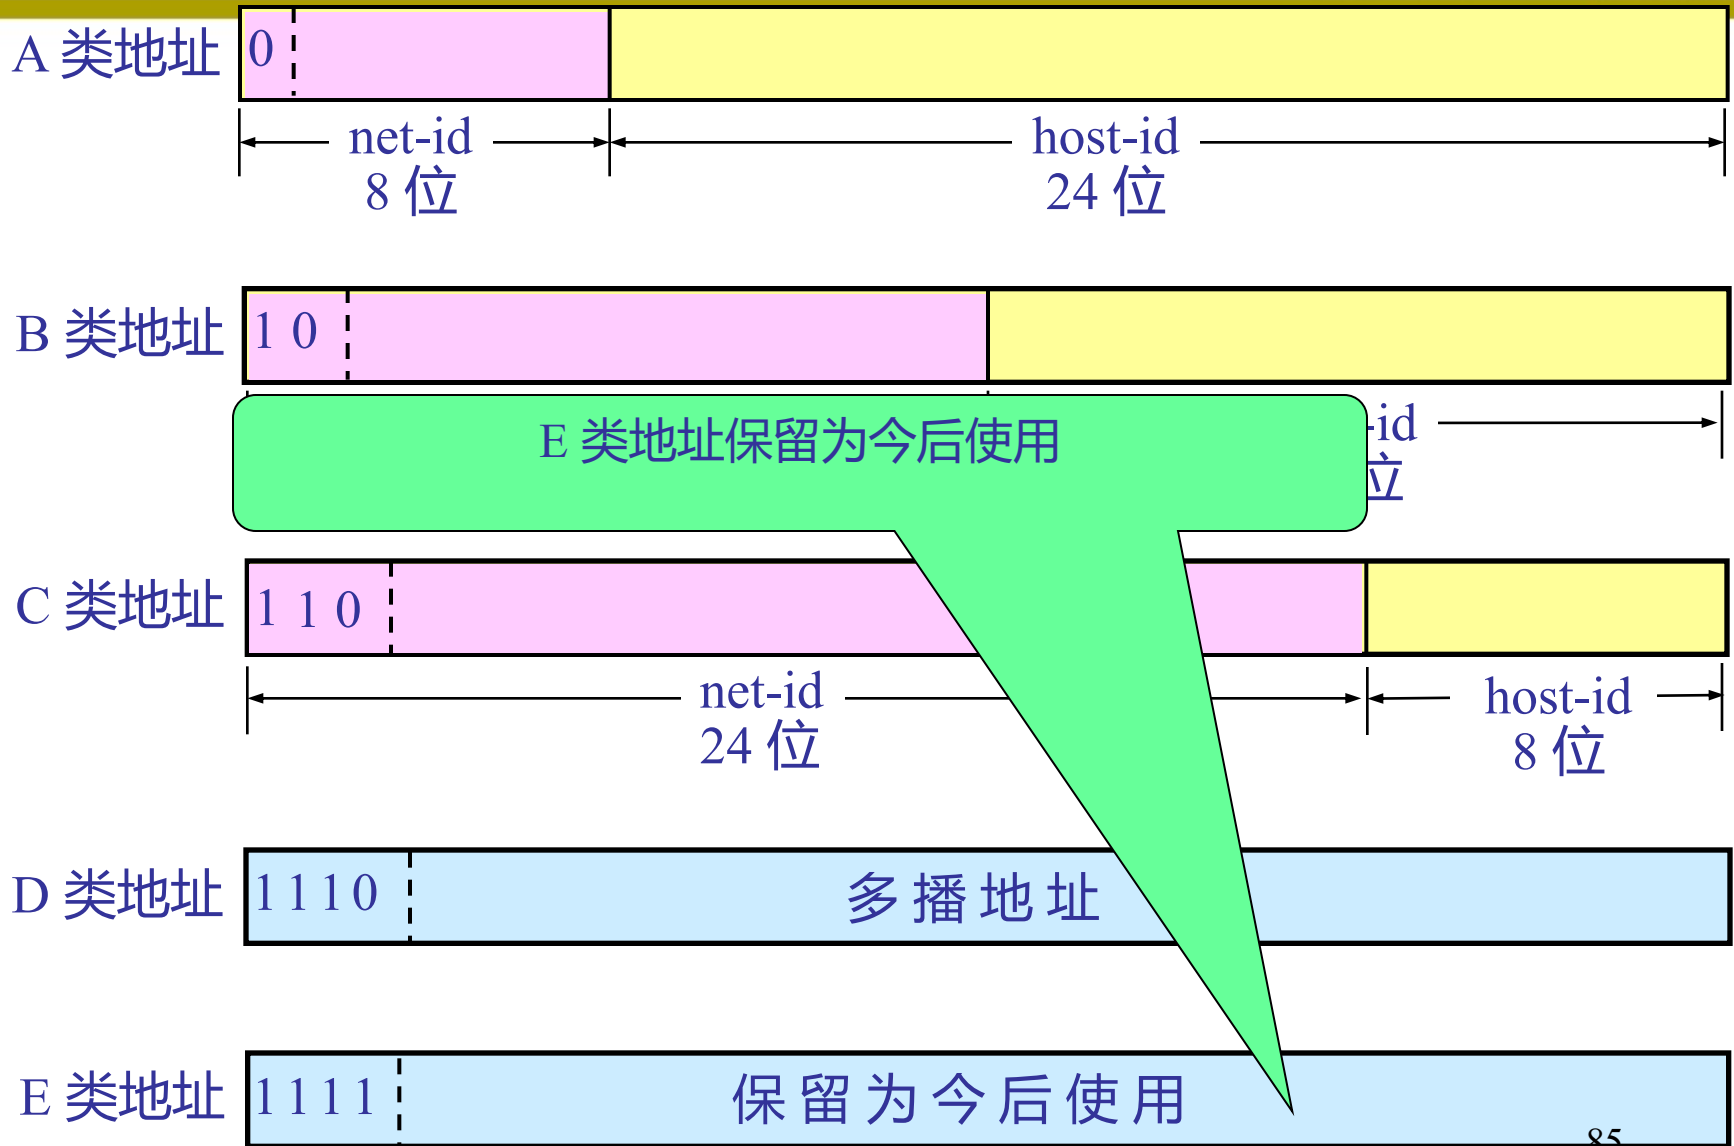 A 类地址 0
net-id host-id
8 位 24 位
B 类地址 1 0
E 类地址保留为今后使用
-id
位
C 类地址 1 1 0
net-id host-id
24 位 8 位
D 类地址 1 1 1 0 多播地址
E 类地址 1 1 1 1 保留为今后使用
85